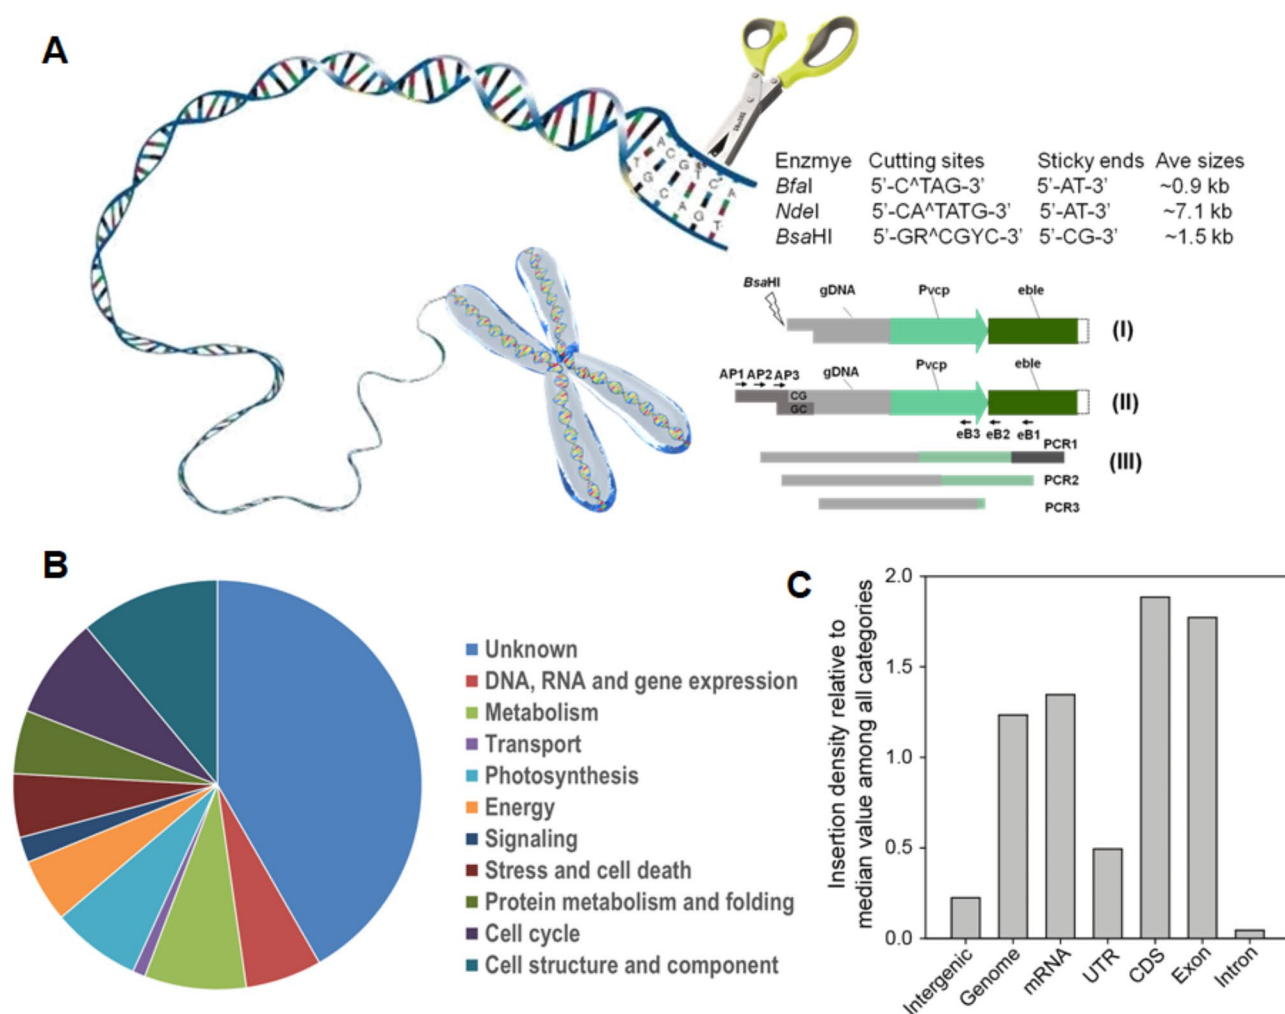 A
Enzmye Cutting sites Sticky ends Ave sizes
BfaI 5'-C^TAG-3' 5'-AT-3' ~0.9 kb
NdeI 5'-CA^TATG-3' 5'-AT-3' ~7.1 kb
BsaHI 5'-GR^CGYC-3' 5'-CG-3' ~1.5 kb
BsaHI
gDNA Pvcp eble
(I)
AP1 AP2 AP3 gDNA Pvcp eble
CG
GC
(II)
eB3 eB2 eB1
PCR1
(III)
PCR2
PCR3
B
Unknown
DNA, RNA and gene expression
Metabolism
Transport
Photosynthesis
Energy
Signaling
Stress and cell death
Protein metabolism and folding
Cell cycle
Cell structure and component
C
Insertion density relative to
median value among all categories
2.0
1.5
1.0
0.5
0.0
Intergenic
Genome
mRNA
UTR
CDS
Exon
Intron